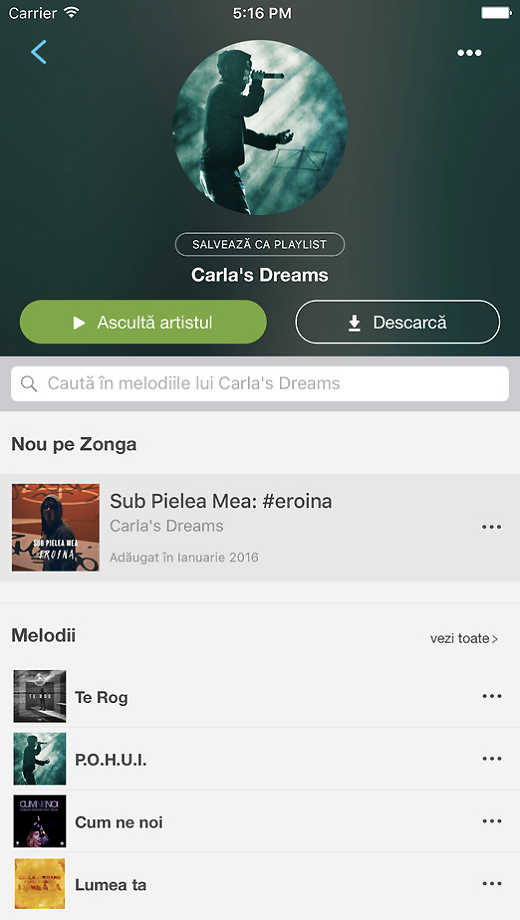 Carrier 5:16 PM
SALVEAZĂ CA PLAYLIST
Carla's Dreams
Ascultă artistul Descarcă
Caută în melodiile lui Carla's Dreams
Nou pe Zonga
Sub Pielea Mea: #eroina
Carla's Dreams
SUB PIELEA MEA
EROINA
Adăugat în Ianuarie 2016
Melodii vezi toate >
TE ROG
Te Rog
P.O.H.U.I.
CUM NE NOI
Cum ne noi
Lumea ta